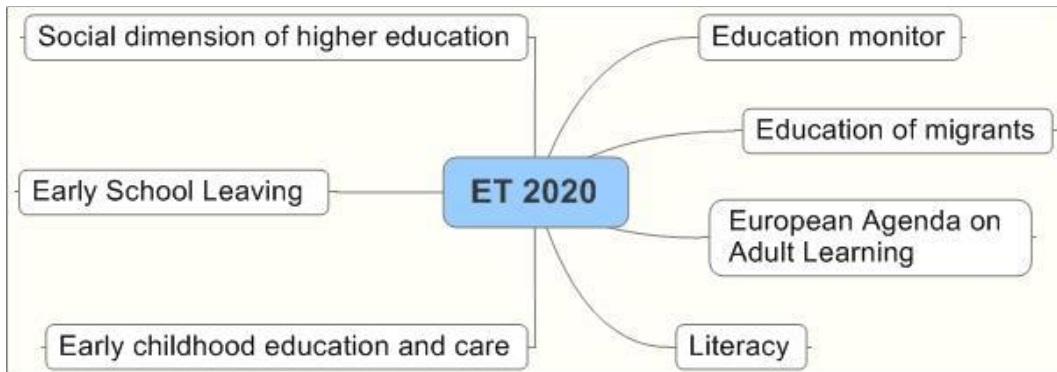 Social dimension of higher education
Education monitor
Education of migrants
Early School Leaving
ET 2020
European Agenda on
Adult Learning
Early childhood education and care
Literacy